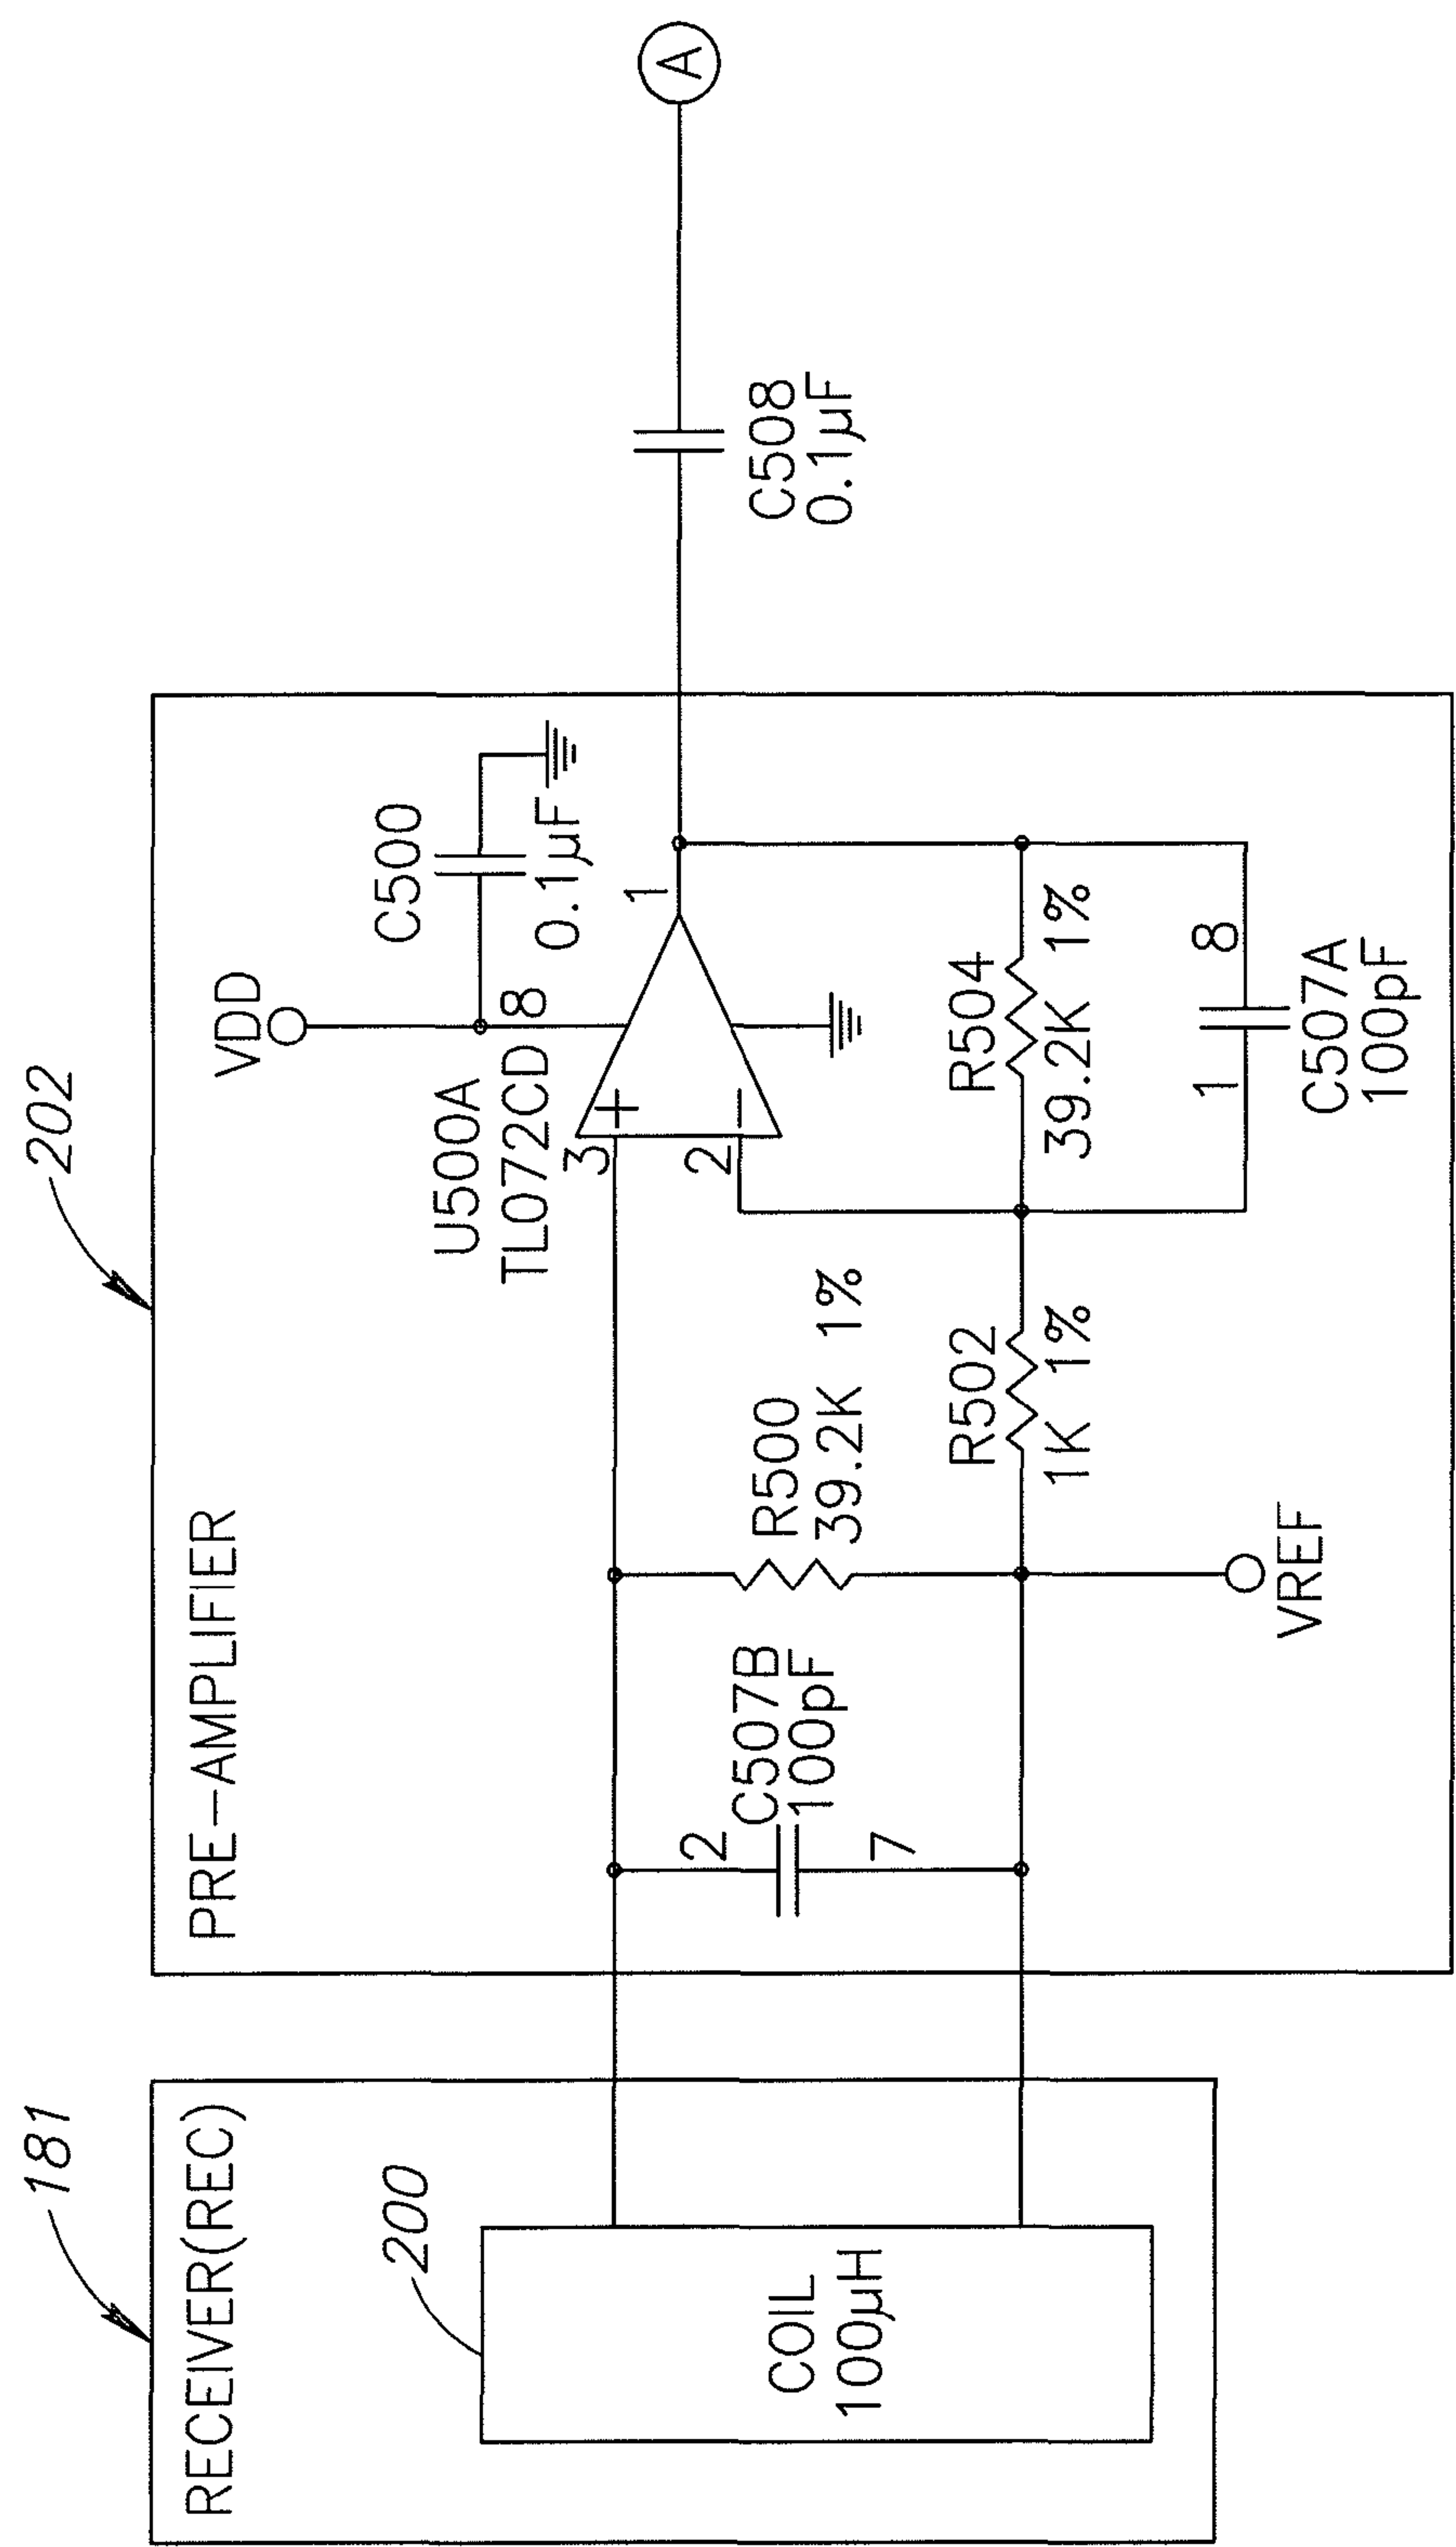 181
RECEIVER(REC)
200
COIL
100µH
202
PRE-AMPLIFIER
VDD
C500
0.1µF
U500A
TL072CD
8
3
2
1
+
−
C507B
100pF
2
7
R500
39.2K 1%
R502
1K 1%
R504
39.2K 1%
1
8
C507A
100pF
VREF
C508
0.1µF
A